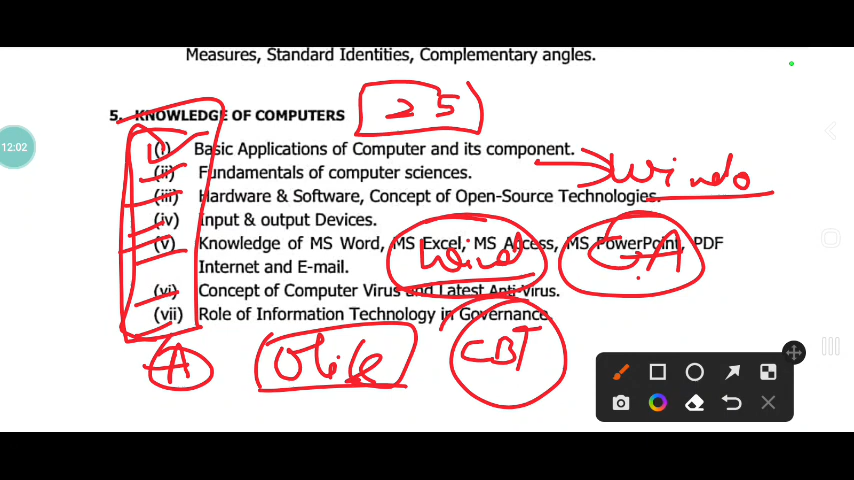 Measures, Standard Identities, Complementary angles.
5. KNOWLEDGE OF COMPUTERS 25
(i) Basic Applications of Computer and its component.
(ii) Fundamentals of computer sciences.
Windo
(iii) Hardware & Software, Concept of Open-Source Technologies.
(iv) Input & output Devices.
(v) Knowledge of MS Word, MS Excel, MS Access, MS PowerPoint, PDF
Internet and E-mail.
(vi) Concept of Computer Virus and Latest Anti-Virus.
(vii) Role of Information Technology in Governance.
A CBT
12:02